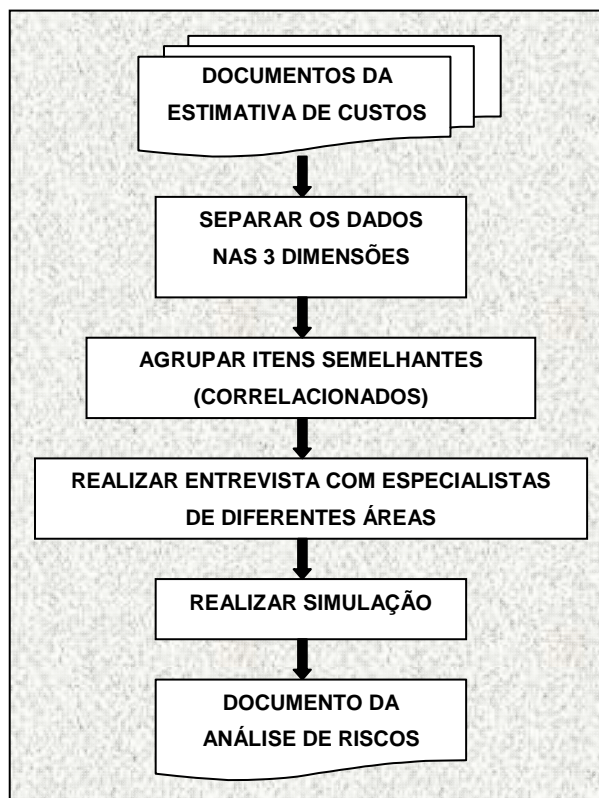 DOCUMENTOS DA
ESTIMATIVA DE CUSTOS
SEPARAR OS DADOS
NAS 3 DIMENSÕES
AGRUPAR ITENS SEMELHANTES
(CORRELACIONADOS)
REALIZAR ENTREVISTA COM ESPECIALISTAS
DE DIFERENTES ÁREAS
REALIZAR SIMULAÇÃO
DOCUMENTO DA
ANÁLISE DE RISCOS